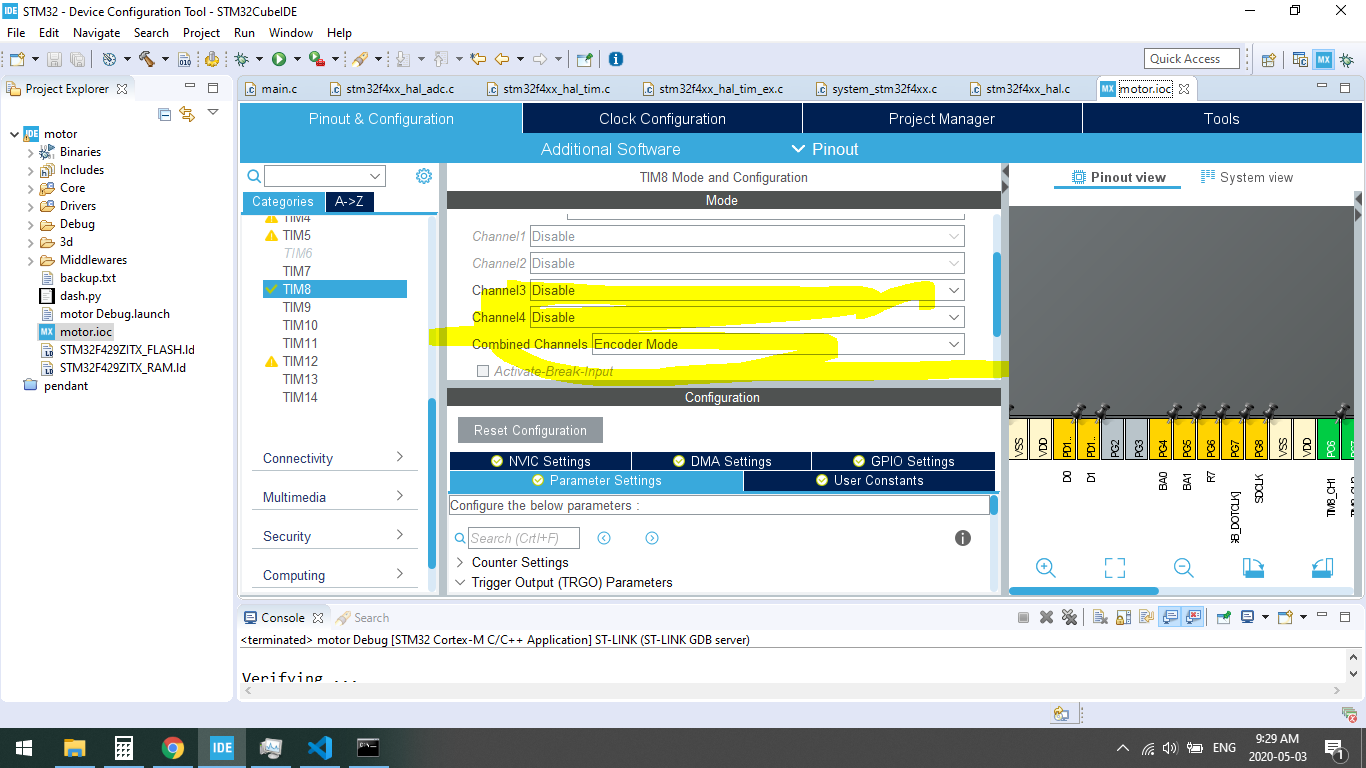 STM32 - Device Configuration Tool - STM32CubeIDE
File Edit Navigate Search Project Run Window Help
Quick Access
Project Explorer
main.c stm32f4xx_hal_adc.c stm32f4xx_hal_tim.c stm32f4xx_hal_tim_ex.c system_stm32f4xx.c stm32f4xx_hal.c motor.ioc
motor
Binaries
Includes
Core
Drivers
Debug
3d
Middlewares
backup.txt
dash.py
motor Debug.launch
motor.ioc
STM32F429ZITX_FLASH.ld
STM32F429ZITX_RAM.ld
pendant
Pinout & Configuration Clock Configuration Project Manager Tools
Additional Software Pinout
Categories A->Z
TIM4
TIM5
TIM6
TIM7
TIM8
TIM9
TIM10
TIM11
TIM12
TIM13
TIM14
Connectivity
Multimedia
Security
Computing
TIM8 Mode and Configuration
Mode
Channel1 Disable
Channel2 Disable
Channel3 Disable
Channel4 Disable
Combined Channels Encoder Mode
Activate-Break-Input
Configuration
Reset Configuration
NVIC Settings DMA Settings GPIO Settings
Parameter Settings User Constants
Configure the below parameters :
Search (Crtl+F)
Counter Settings
Trigger Output (TRGO) Parameters
Pinout view System view
VSS VDD PD1.. PD1.. PG2 PG3 PG4 PG5 PG6 PG7 PG8 VSS VDD PC6
D0 D1 BA0 BA1 R7 SDCLK TIM8_CH1
Console Search
<terminated> motor Debug [STM32 Cortex-M C/C++ Application] ST-LINK (ST-LINK GDB server)
Verifying ...
IDE
ENG
9:29 AM
2020-05-03
1